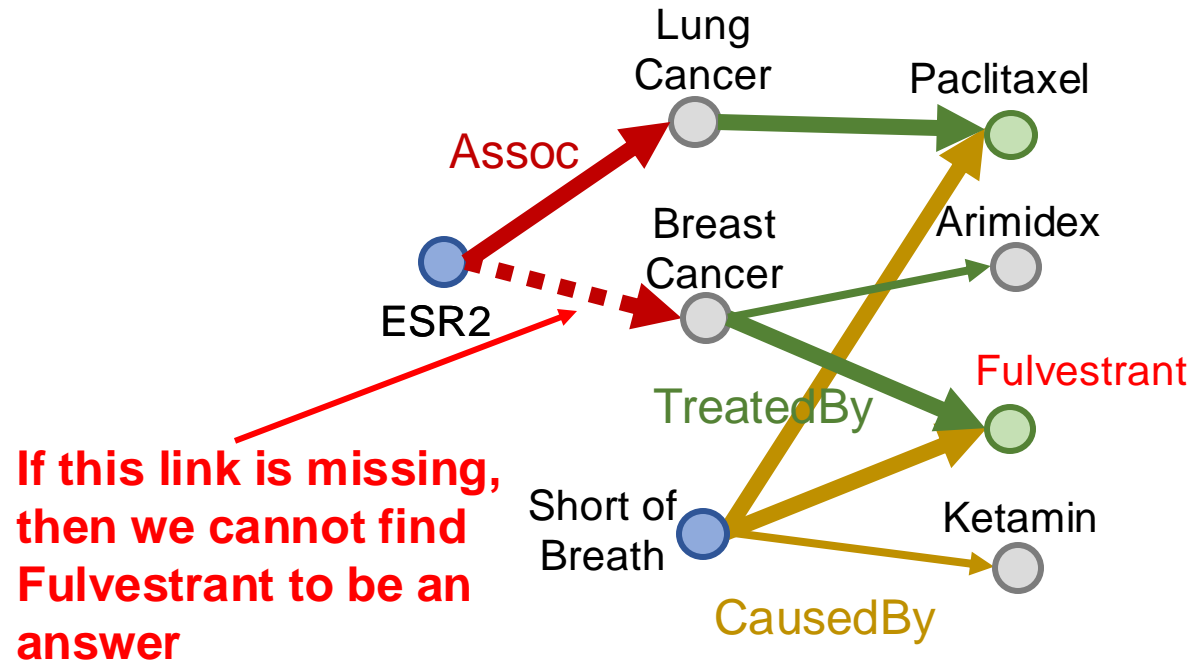 Lung
Cancer
Paclitaxel
Assoc
Breast
Cancer
Arimidex
ESR2
Fulvestrant
TreatedBy
If this link is missing,
then we cannot find
Fulvestrant to be an
answer
Short of
Breath
Ketamin
CausedBy